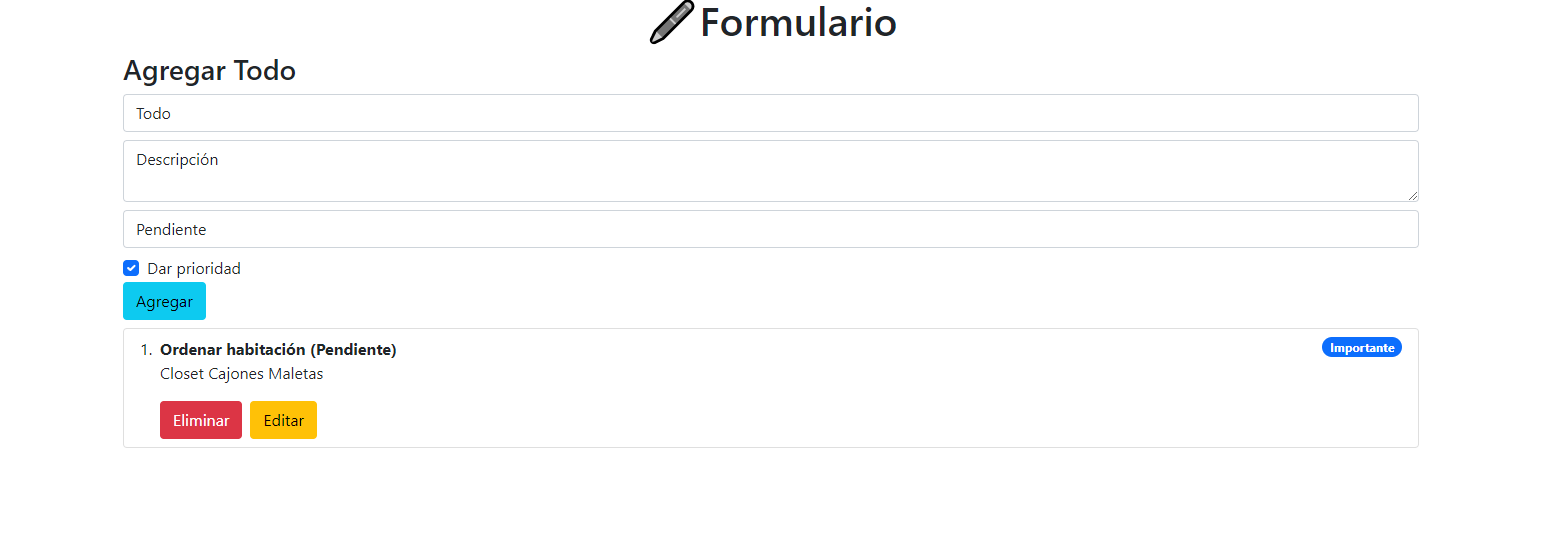 Formulario
Agregar Todo
Todo
Descripción
Pendiente
Dar prioridad
Agregar
1. Ordenar habitación (Pendiente)
Importante
Closet Cajones Maletas
Eliminar Editar